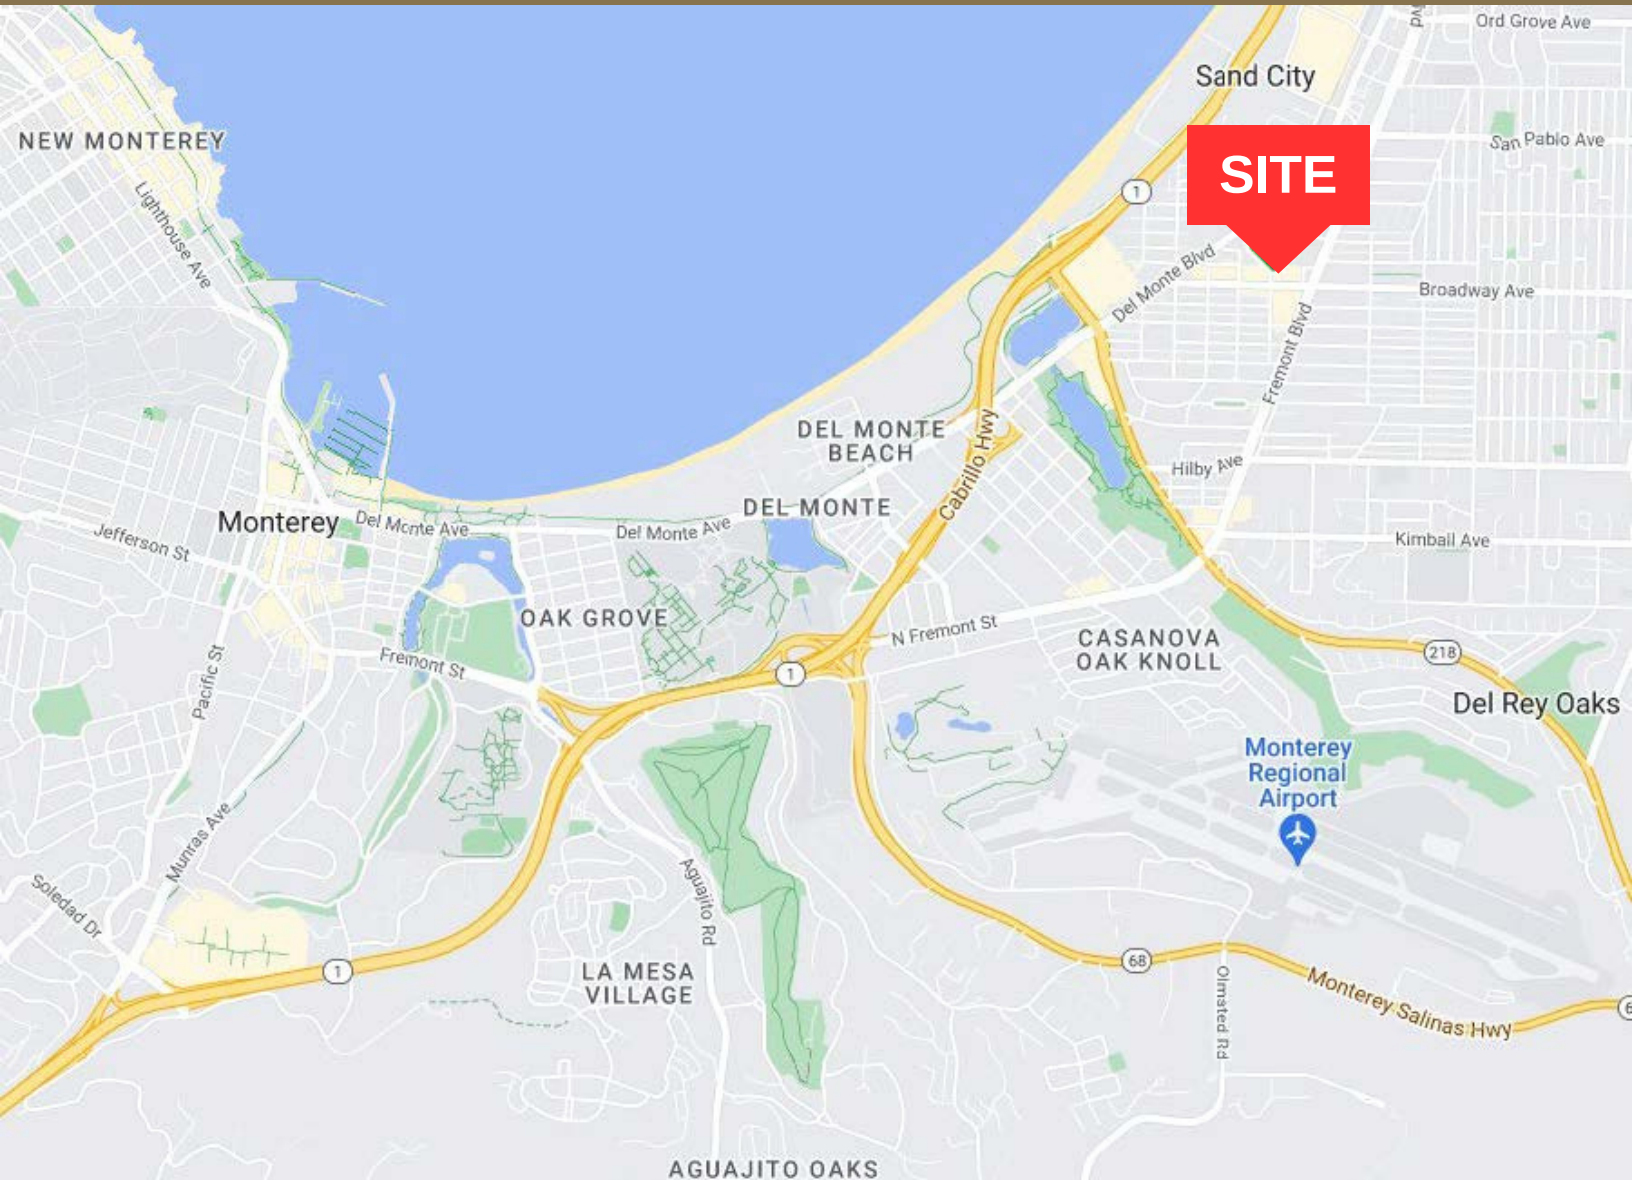 Ord Grove Ave
Sand City
NEW MONTEREY
San Pablo Ave
SITE
1
Lighthouse Ave
Del Monte Blvd
Broadway Ave
Fremont Blvd
DEL MONTE
BEACH
Cabrillo Hwy
Hilby Ave
DEL MONTE
Monterey
Del Monte Ave
Del Monte Ave
Jefferson St
Kimball Ave
OAK GROVE
N Fremont St
CASANOVA
OAK KNOLL
218
Fremont St
Pacific St
1
Del Rey Oaks
Monterey
Regional
Airport
Munras Ave
Soledad Dr
Aguajito Rd
1
LA MESA
VILLAGE
68
Olmsted Rd
Monterey Salinas Hwy
AGUAJITO OAKS